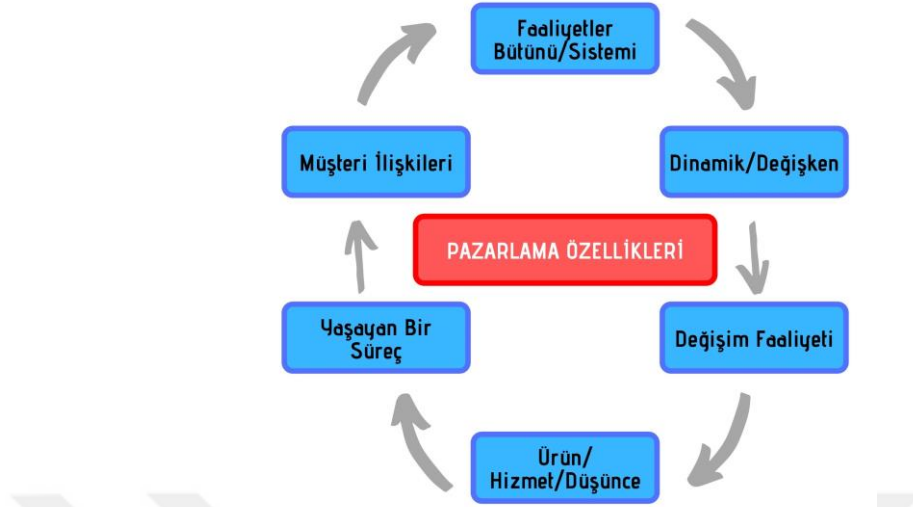 Faaliyetler
Bütünü/Sistemi
Müşteri İlişkileri
Dinamik/Değişken
PAZARLAMA ÖZELLİKLERİ
Yaşayan Bir
Süreç
Değişim Faaliyeti
Ürün/
Hizmet/Düşünce